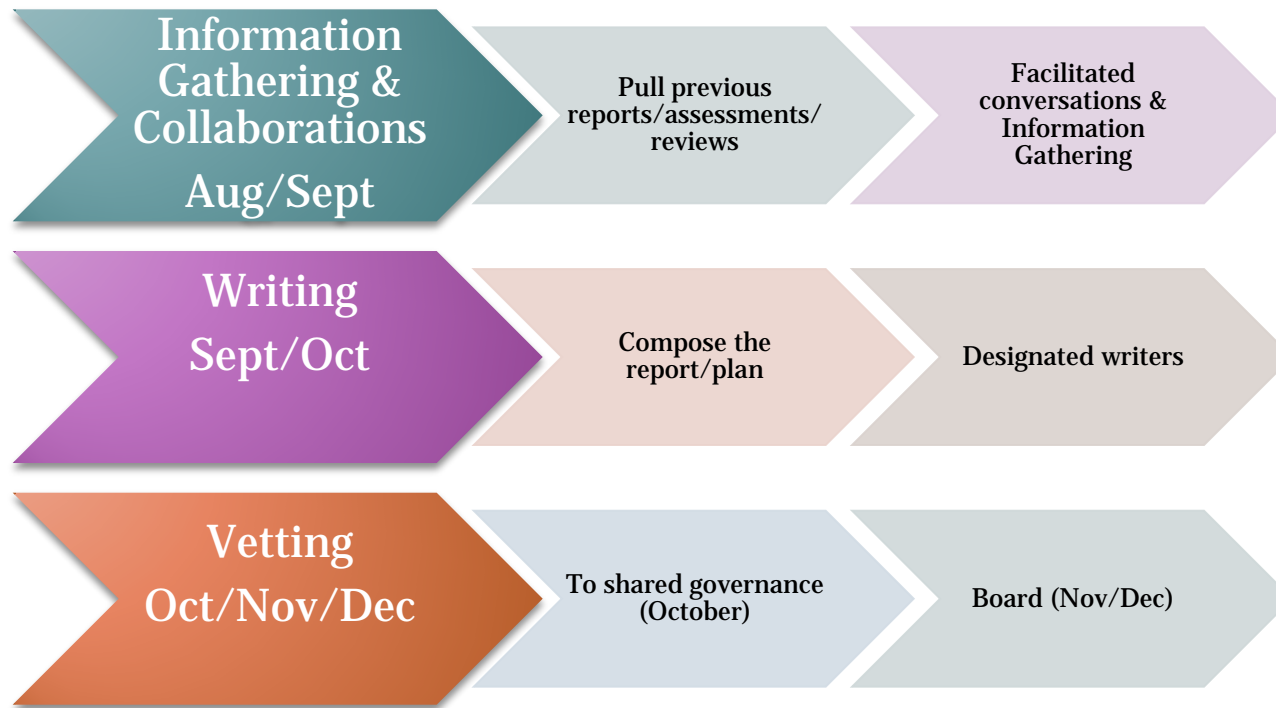 Information
Gathering &
Collaborations
Aug/Sept
Pull previous
reports/assessments/
reviews
Facilitated
conversations &
Information
Gathering
Writing
Sept/Oct
Compose the
report/plan
Designated writers
Vetting
Oct/Nov/Dec
To shared governance
(October)
Board (Nov/Dec)